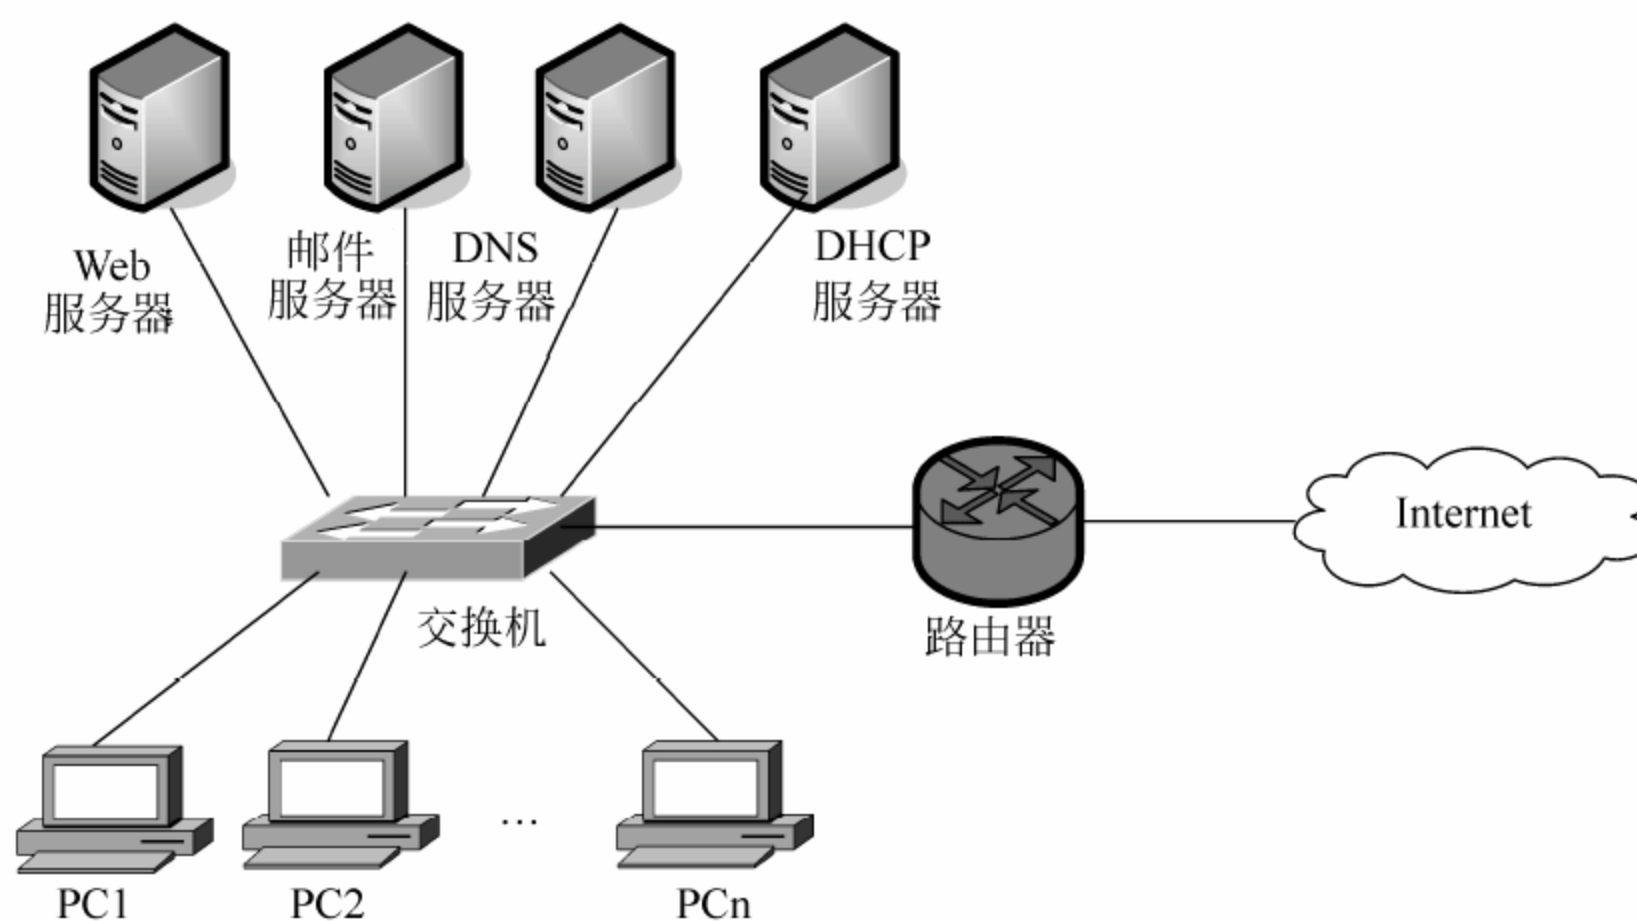 Web
服务器
邮件
服务器
DNS
服务器
DHCP
服务器
Internet
交换机
路由器
…
PC1
PC2
PCn